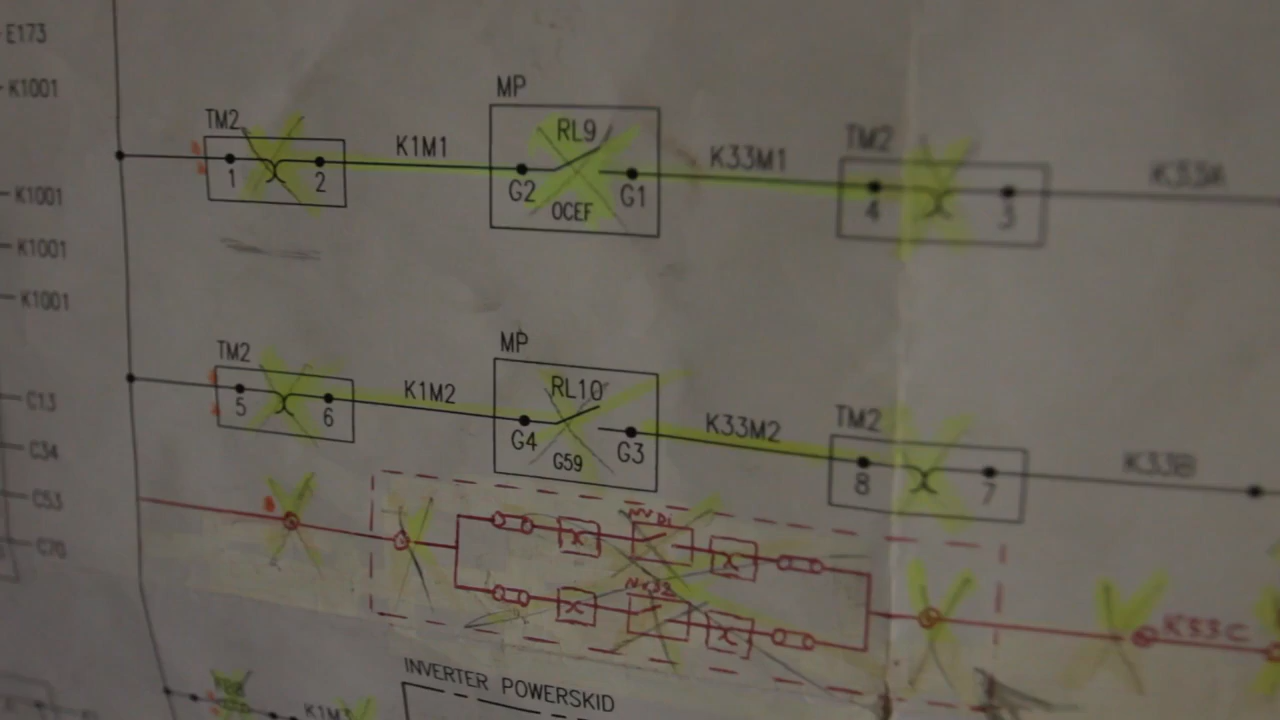 E173
K1001
K1001
K1001
K1001
C13
C34
C53
C70
TM2
1
2
K1M1
MP
RL9
G2
G1
OCEF
K33M1
TM2
4
3
K33A
TM2
5
6
K1M2
MP
RL10
G4
G3
G59
K33M2
TM2
8
7
K33B
K33C
INVERTER POWERSKID